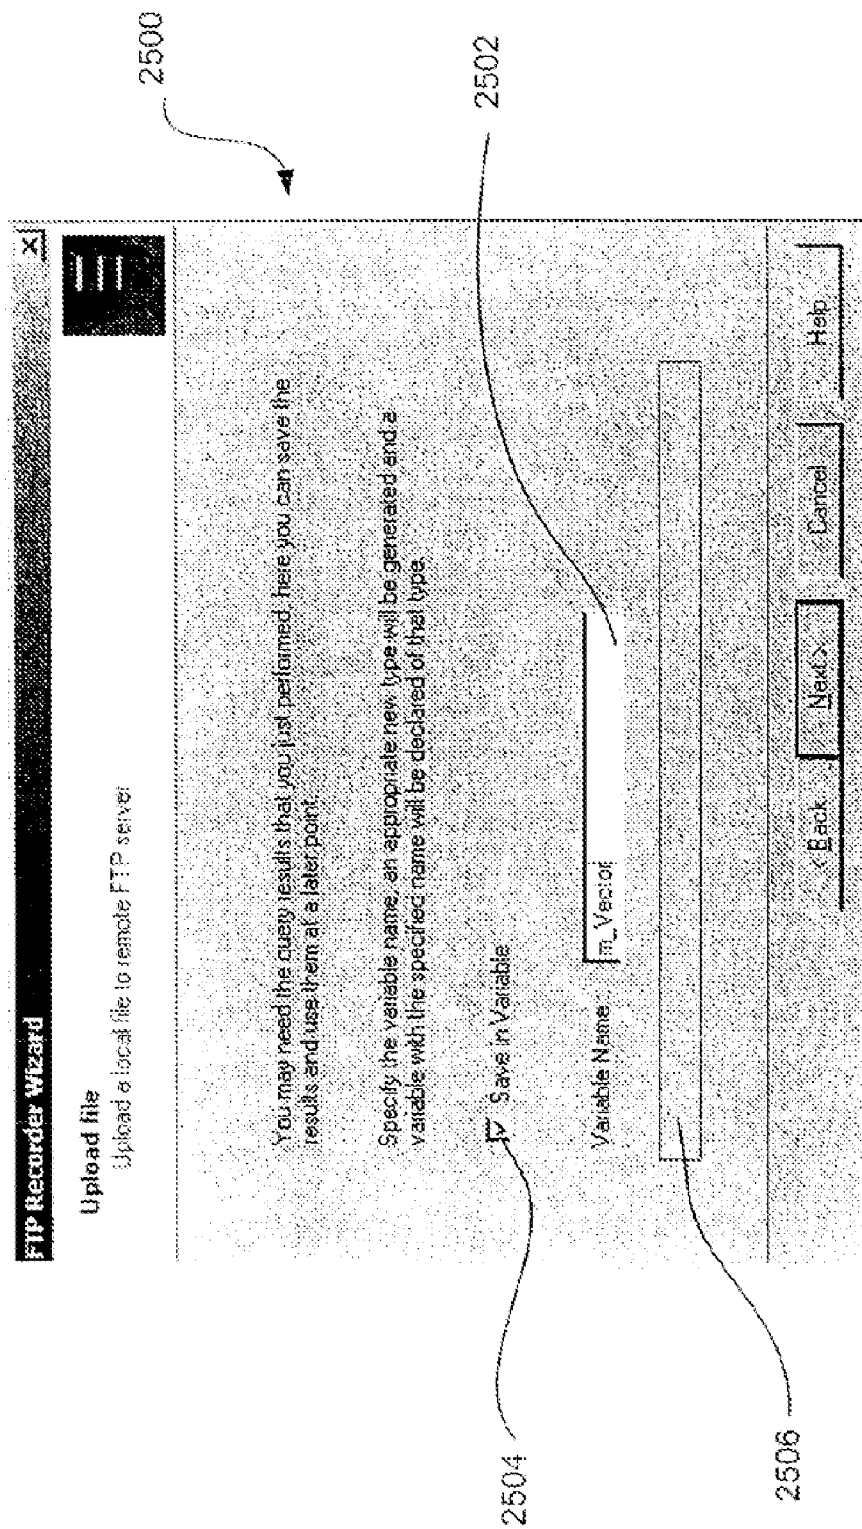 FTP Recorder Wizard
X
Upload file
Upload a local file to remote FTP server
You may need the query results that you just performed, here you can save the
results and use them at a later point.
Specify the variable name, an appropriate new type will be generated and a
variable with the specified name will be declared of that type.
Save in Variable
Variable Name:
m_Vector
< Back
Next >
Cancel
Help
2500
2502
2504
2506